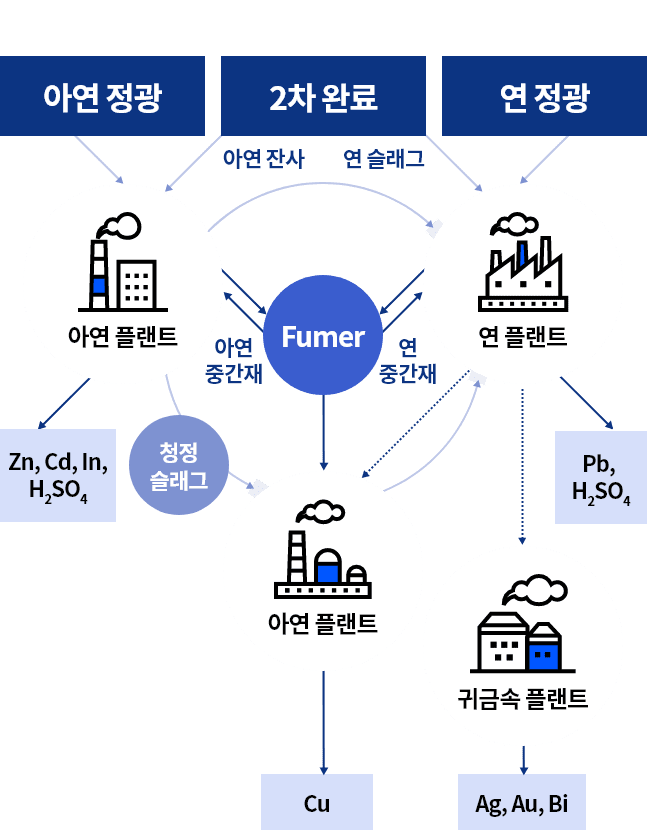 아연 정광
2차 완료
연 정광
아연 잔사
연 슬래그
아연 플랜트
Fumer
연 플랜트
아연
중간재
연
중간재
Zn, Cd, In,
H₂SO₄
청정
슬래그
Pb,
H₂SO₄
아연 플랜트
귀금속 플랜트
Cu
Ag, Au, Bi